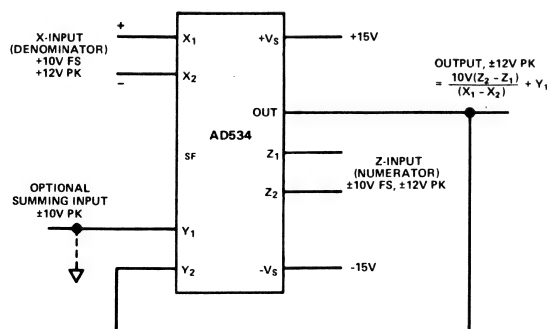 X-INPUT
(DENOMINATOR)
+10V FS
+12V PK
+
–
X₁
X₂
+Vₛ
+15V
OUTPUT, ±12V PK
= 10V(Z₂ – Z₁) / (X₁ – X₂) + Y₁
OUT
AD534
SF
Z₁
Z₂
Z-INPUT
(NUMERATOR)
±10V FS, ±12V PK
OPTIONAL
SUMMING INPUT
±10V PK
Y₁
Y₂
-Vₛ
-15V